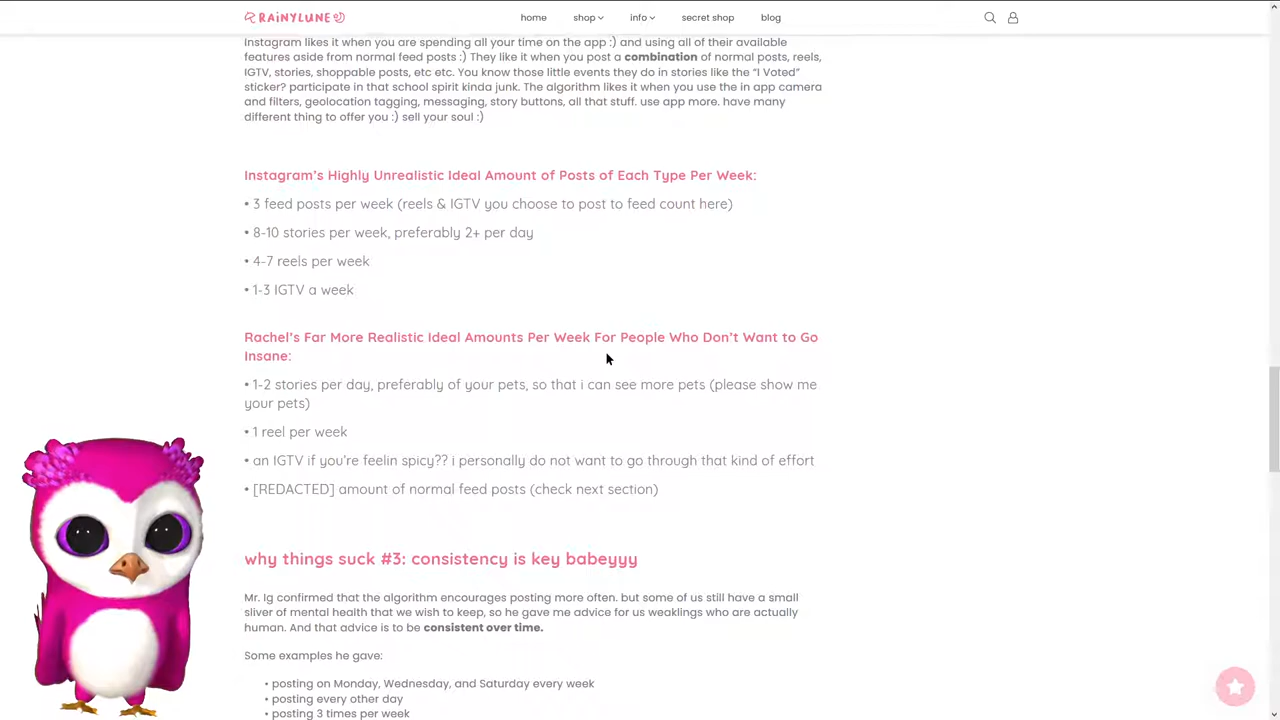 RAiNYLUNE
home
shop
info
secret shop
blog
Instagram likes it when you are spending all your time on the app :) and using all of their available
features aside from normal feed posts :) They like it when you post a combination of normal posts, reels,
IGTV, stories, shoppable posts, etc etc. You know those little events they do in stories like the “I Voted”
sticker? participate in that school spirit kinda junk. The algorithm likes it when you use the in app camera
and filters, geolocation tagging, messaging, story buttons, all that stuff. use app more. have many
different thing to offer you :) sell your soul :)
Instagram’s Highly Unrealistic Ideal Amount of Posts of Each Type Per Week:
• 3 feed posts per week (reels & IGTV you choose to post to feed count here)
• 8-10 stories per week, preferably 2+ per day
• 4-7 reels per week
• 1-3 IGTV a week
Rachel’s Far More Realistic Ideal Amounts Per Week For People Who Don’t Want to Go
Insane:
• 1-2 stories per day, preferably of your pets, so that i can see more pets (please show me
your pets)
• 1 reel per week
• an IGTV if you’re feelin spicy?? i personally do not want to go through that kind of effort
• [REDACTED] amount of normal feed posts (check next section)
why things suck #3: consistency is key babeyyy
Mr. Ig confirmed that the algorithm encourages posting more often. but some of us still have a small
sliver of mental health that we wish to keep, so he gave me advice for us weaklings who are actually
human. And that advice is to be consistent over time.
Some examples he gave:
• posting on Monday, Wednesday, and Saturday every week
• posting every other day
• posting 3 times per week